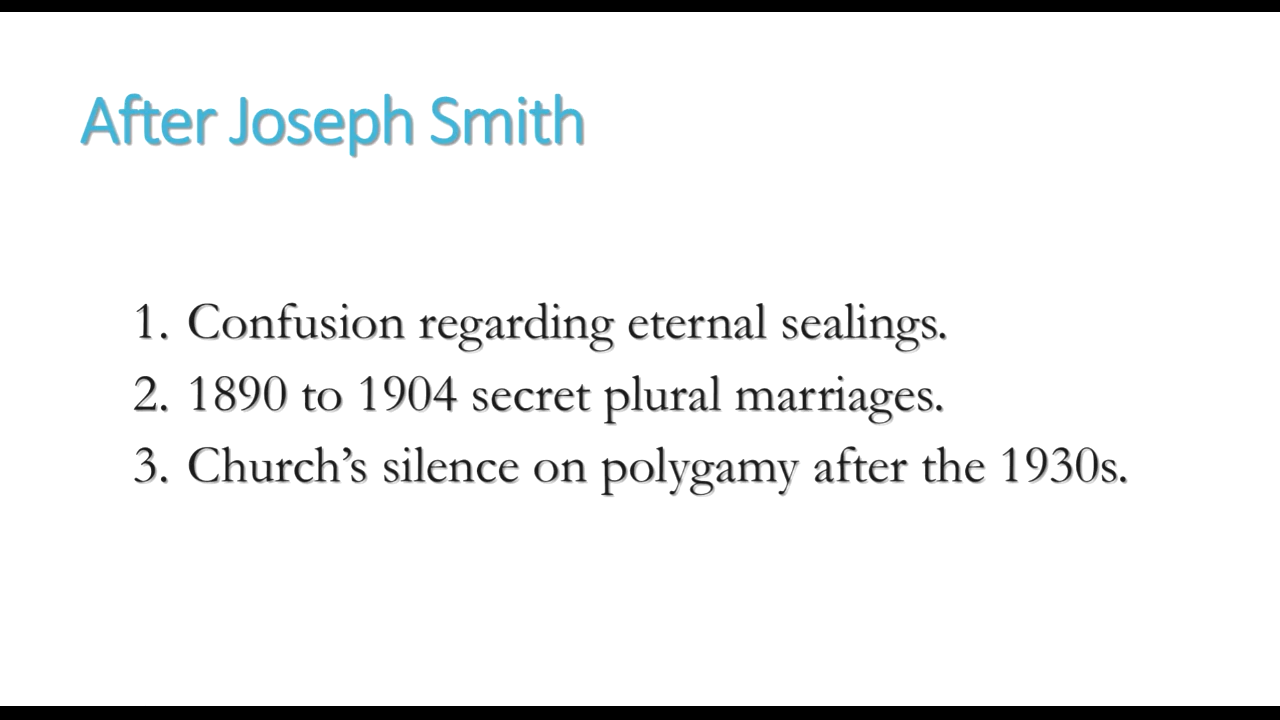 After Joseph Smith
1. Confusion regarding eternal sealings.
2. 1890 to 1904 secret plural marriages.
3. Church’s silence on polygamy after the 1930s.